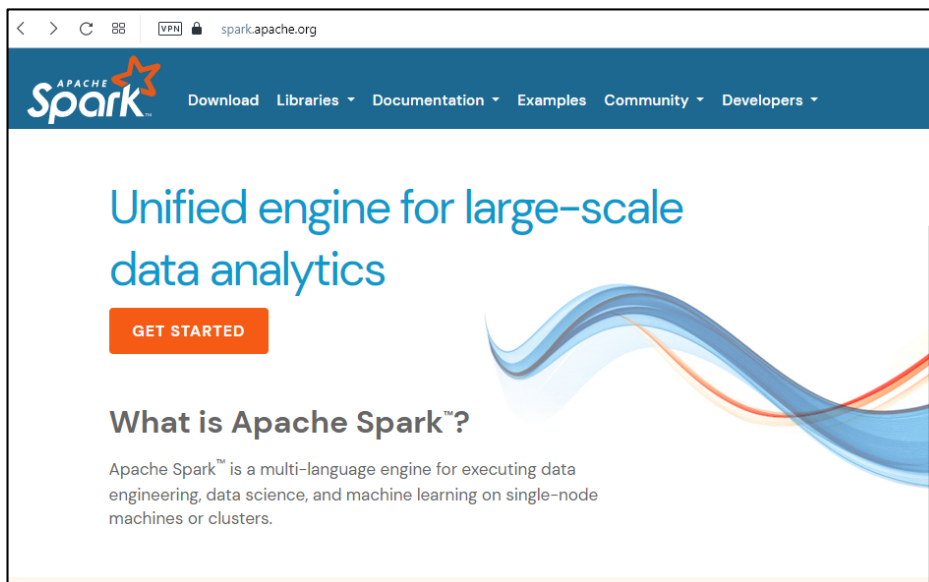 VPN spark.apache.org
APACHE
Spark™
Download Libraries Documentation Examples Community Developers
Unified engine for large-scale
data analytics
GET STARTED
What is Apache Spark™?
Apache Spark™ is a multi-language engine for executing data
engineering, data science, and machine learning on single-node
machines or clusters.